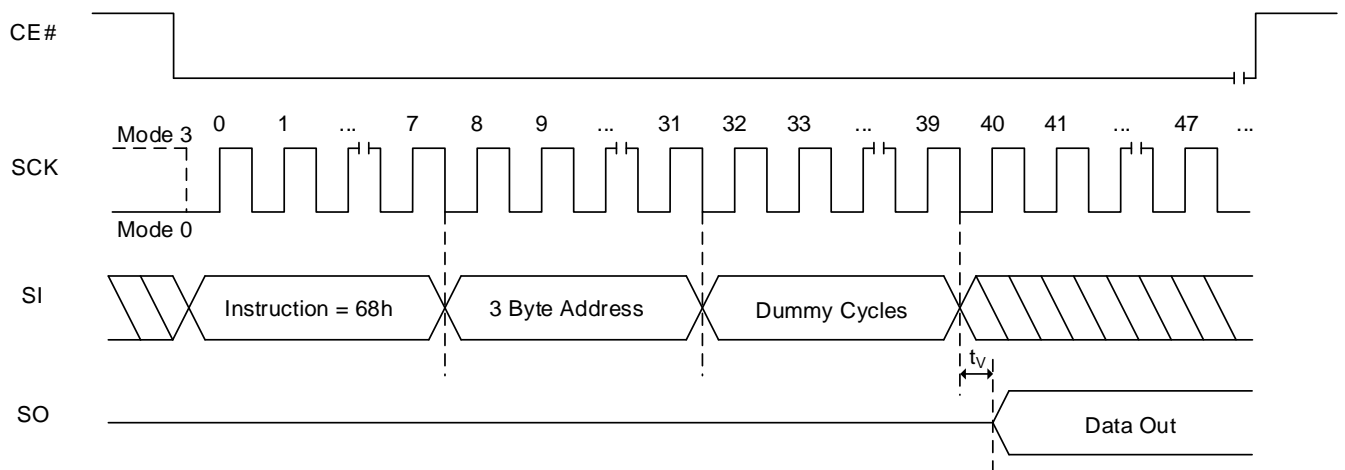 CE#
0 1 ... 7 8 9 ... 31 32 33 ... 39 40 41 ... 47 ...
Mode 3
SCK
Mode 0
SI
Instruction = 68h
3 Byte Address
Dummy Cycles
tV
SO
Data Out